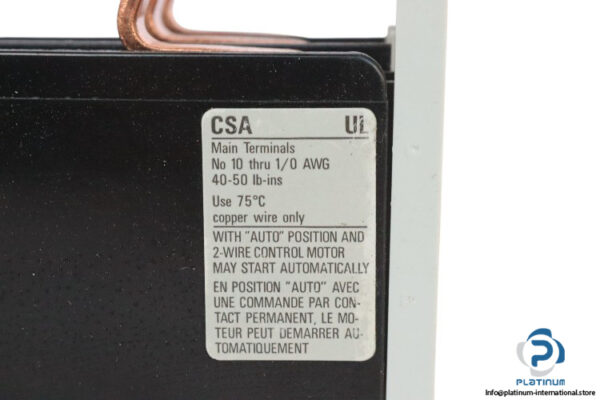 CSA UL
Main Terminals
No 10 thru 1/0 AWG
40-50 lb-ins
Use 75°C
copper wire only
WITH "AUTO" POSITION AND
2-WIRE CONTROL MOTOR
MAY START AUTOMATICALLY
EN POSITION "AUTO" AVEC
UNE COMMANDE PAR CON-
TACT PERMANENT, LE MO-
TEUR PEUT DEMARRER AU-
TOMATIQUEMENT
PLATINUM
Info@platinum-international.store